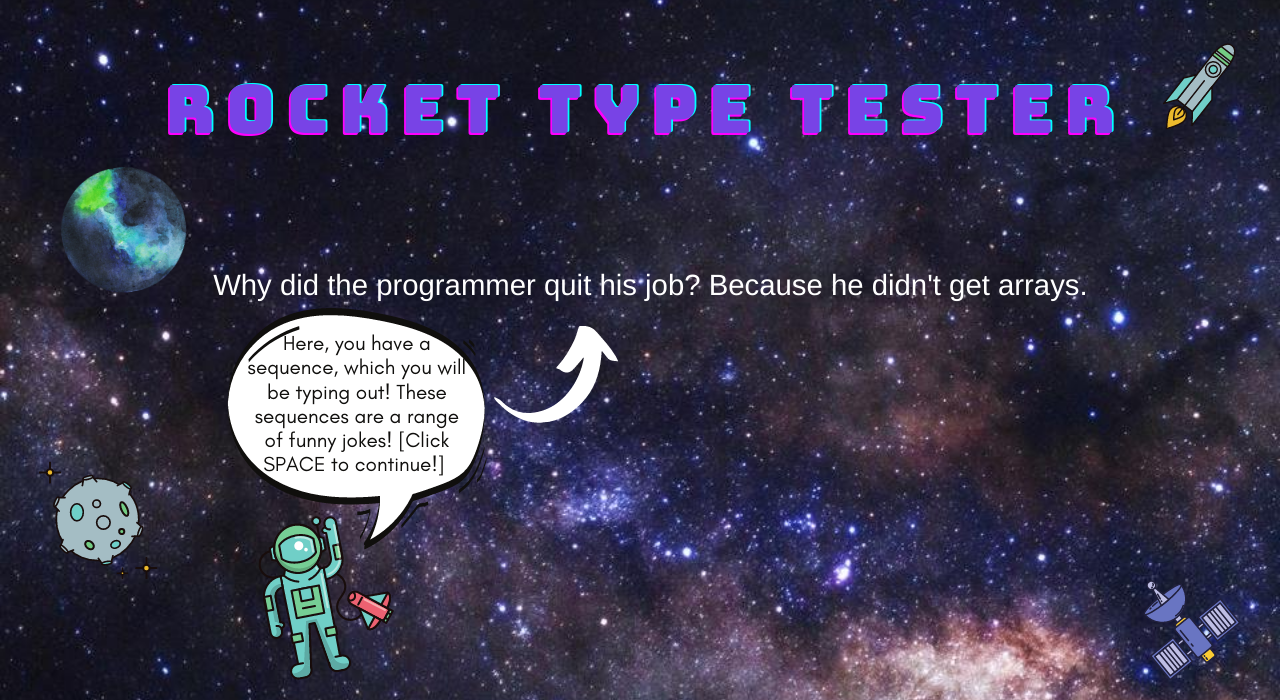 ROCKET TYPE TESTER
Why did the programmer quit his job? Because he didn't get arrays.
Here, you have a
sequence, which you will
be typing out! These
sequences are a range
of funny jokes! [Click
SPACE to continue!]